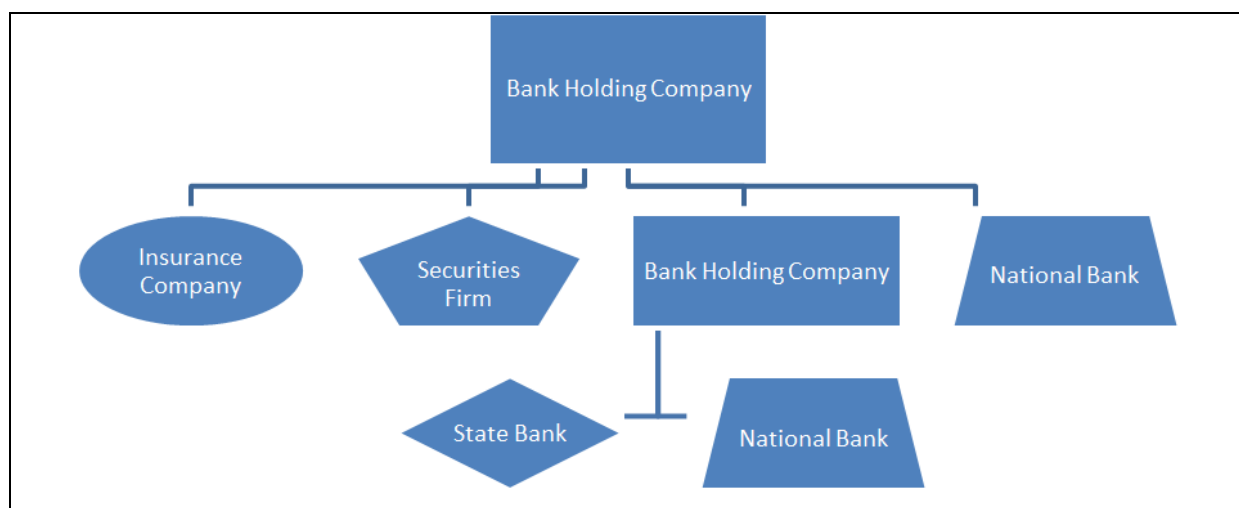 Bank Holding Company
Insurance
Company
Securities
Firm
Bank Holding Company
National Bank
State Bank
National Bank